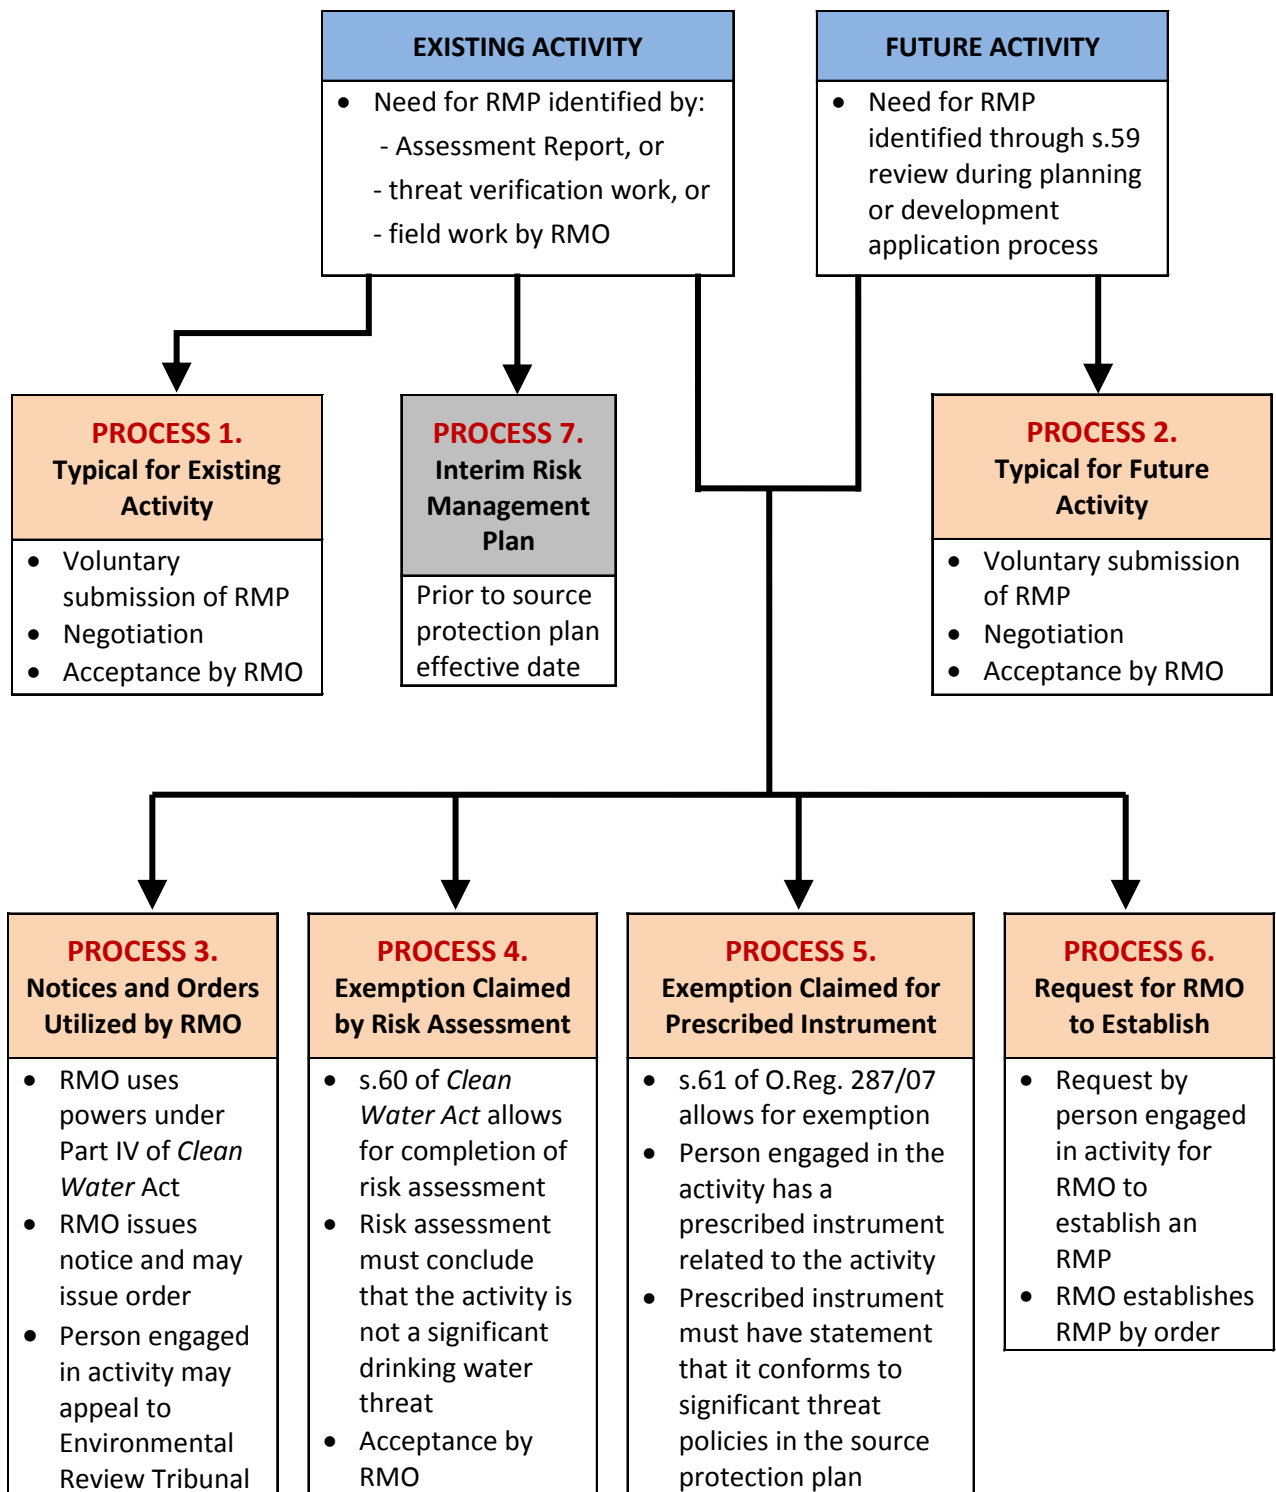 EXISTING ACTIVITY
• Need for RMP identified by:
- Assessment Report, or
- threat verification work, or
- field work by RMO
FUTURE ACTIVITY
• Need for RMP
identified through s.59
review during planning
or development
application process
PROCESS 1.
Typical for Existing
Activity
• Voluntary
submission of RMP
• Negotiation
• Acceptance by RMO
PROCESS 7.
Interim Risk
Management
Plan
Prior to source
protection plan
effective date
PROCESS 2.
Typical for Future
Activity
• Voluntary submission
of RMP
• Negotiation
• Acceptance by RMO
PROCESS 3.
Notices and Orders
Utilized by RMO
• RMO uses
powers under
Part IV of Clean
Water Act
• RMO issues
notice and may
issue order
• Person engaged
in activity may
appeal to
Environmental
Review Tribunal
PROCESS 4.
Exemption Claimed
by Risk Assessment
• s.60 of Clean
Water Act allows
for completion of
risk assessment
• Risk assessment
must conclude
that the activity is
not a significant
drinking water
threat
• Acceptance by
RMO
PROCESS 5.
Exemption Claimed for
Prescribed Instrument
• s.61 of O.Reg. 287/07
allows for exemption
• Person engaged in the
activity has a
prescribed instrument
related to the activity
• Prescribed instrument
must have statement
that it conforms to
significant threat
policies in the source
protection plan
PROCESS 6.
Request for RMO
to Establish
• Request by
person engaged
in activity for
RMO to
establish an
RMP
• RMO establishes
RMP by order